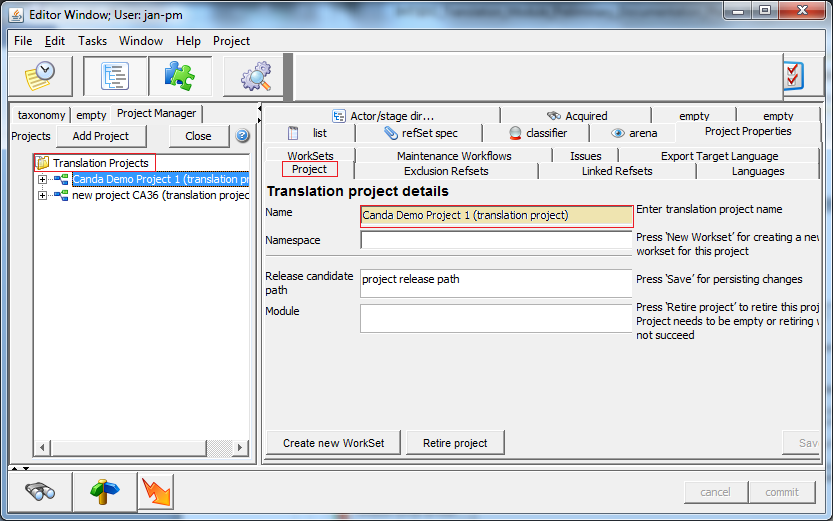 Editor Window; User: jan-pm
File Edit Tasks Window Help Project
taxonomy empty Project Manager
Projects Add Project Close
Translation Projects
Canda Demo Project 1 (translation pr
new project CA36 (translation projec
Actor/stage dir... Acquired empty empty
list refSet spec classifier arena Project Properties
WorkSets Maintenance Workflows Issues Export Target Language
Project Exclusion Refsets Linked Refsets Languages
Translation project details
Name Canda Demo Project 1 (translation project) Enter translation project name
Namespace Press 'New Workset' for creating a new
workset for this project
Release candidate path project release path Press 'Save' for persisting changes
Module Press 'Retire project' to retire this proj
Project needs to be empty or retiring w
not succeed
Create new WorkSet Retire project Sav
cancel commit